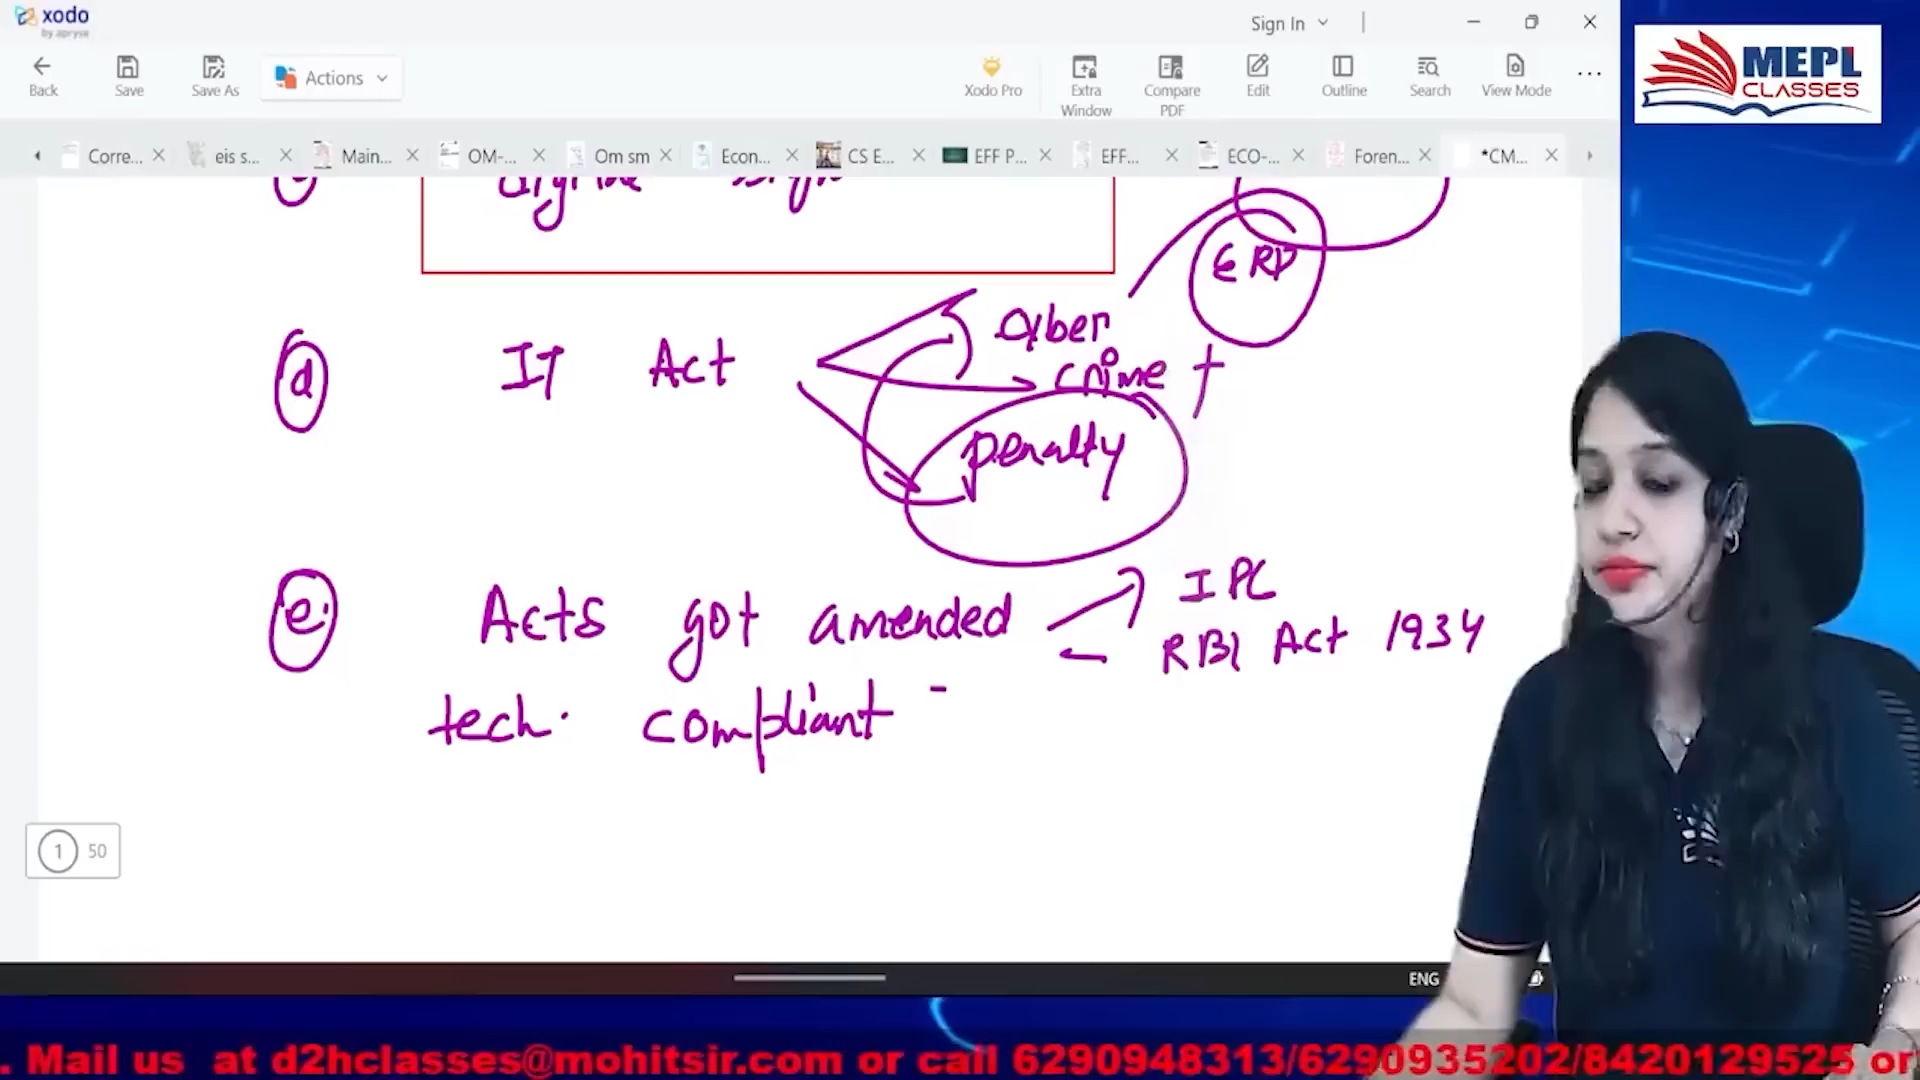 xodo
by apryse
Sign In
Back
Save
Save As
Actions
Xodo Pro
Extra Window
Compare PDF
Edit
Outline
Search
View Mode
MEPL
CLASSES
Corre...
eis s...
Main...
OM-...
Om sm
Econ...
CS E...
EFF P...
EFF...
ECO-...
Foren...
*CM...
ERP
d
IT Act
Cyber
crime +
penalty
e.
Acts got amended
IPC
RBI Act 1934
tech. compliant -
1 50
ENG
. Mail us at d2hclasses@mohitsir.com or call 6290948313/6290935202/8420129525 or